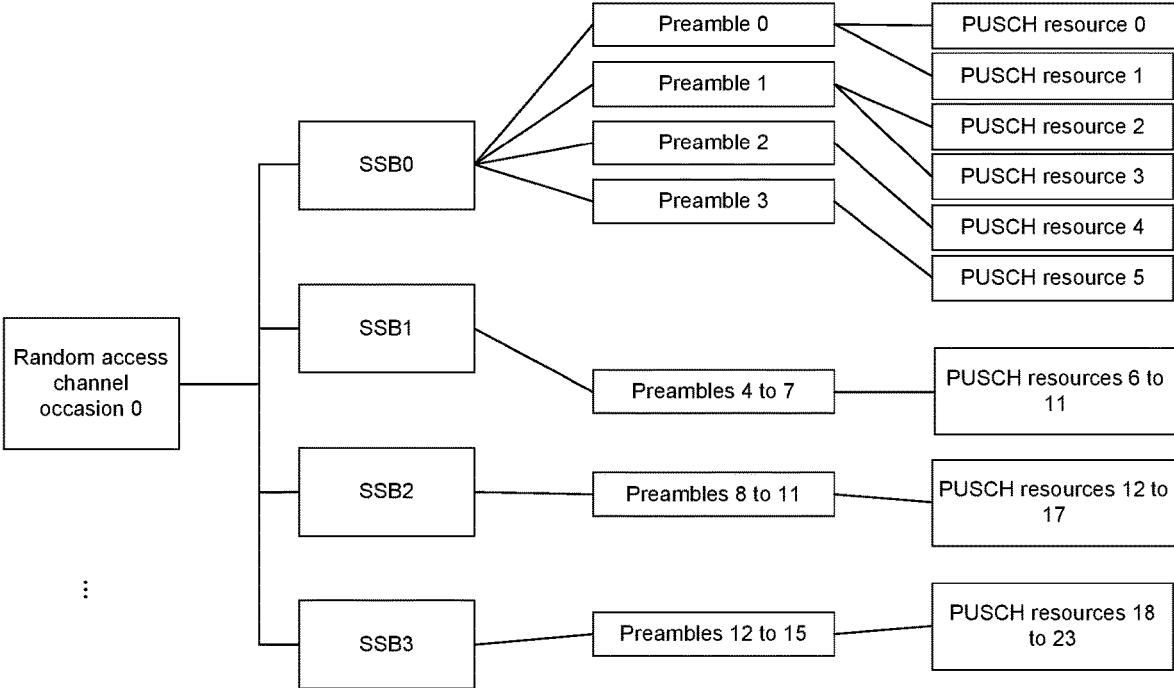 Random access
channel
occasion 0
⋮
SSB0
SSB1
SSB2
SSB3
Preamble 0
Preamble 1
Preamble 2
Preamble 3
Preambles 4 to 7
Preambles 8 to 11
Preambles 12 to 15
PUSCH resource 0
PUSCH resource 1
PUSCH resource 2
PUSCH resource 3
PUSCH resource 4
PUSCH resource 5
PUSCH resources 6 to
11
PUSCH resources 12 to
17
PUSCH resources 18
to 23